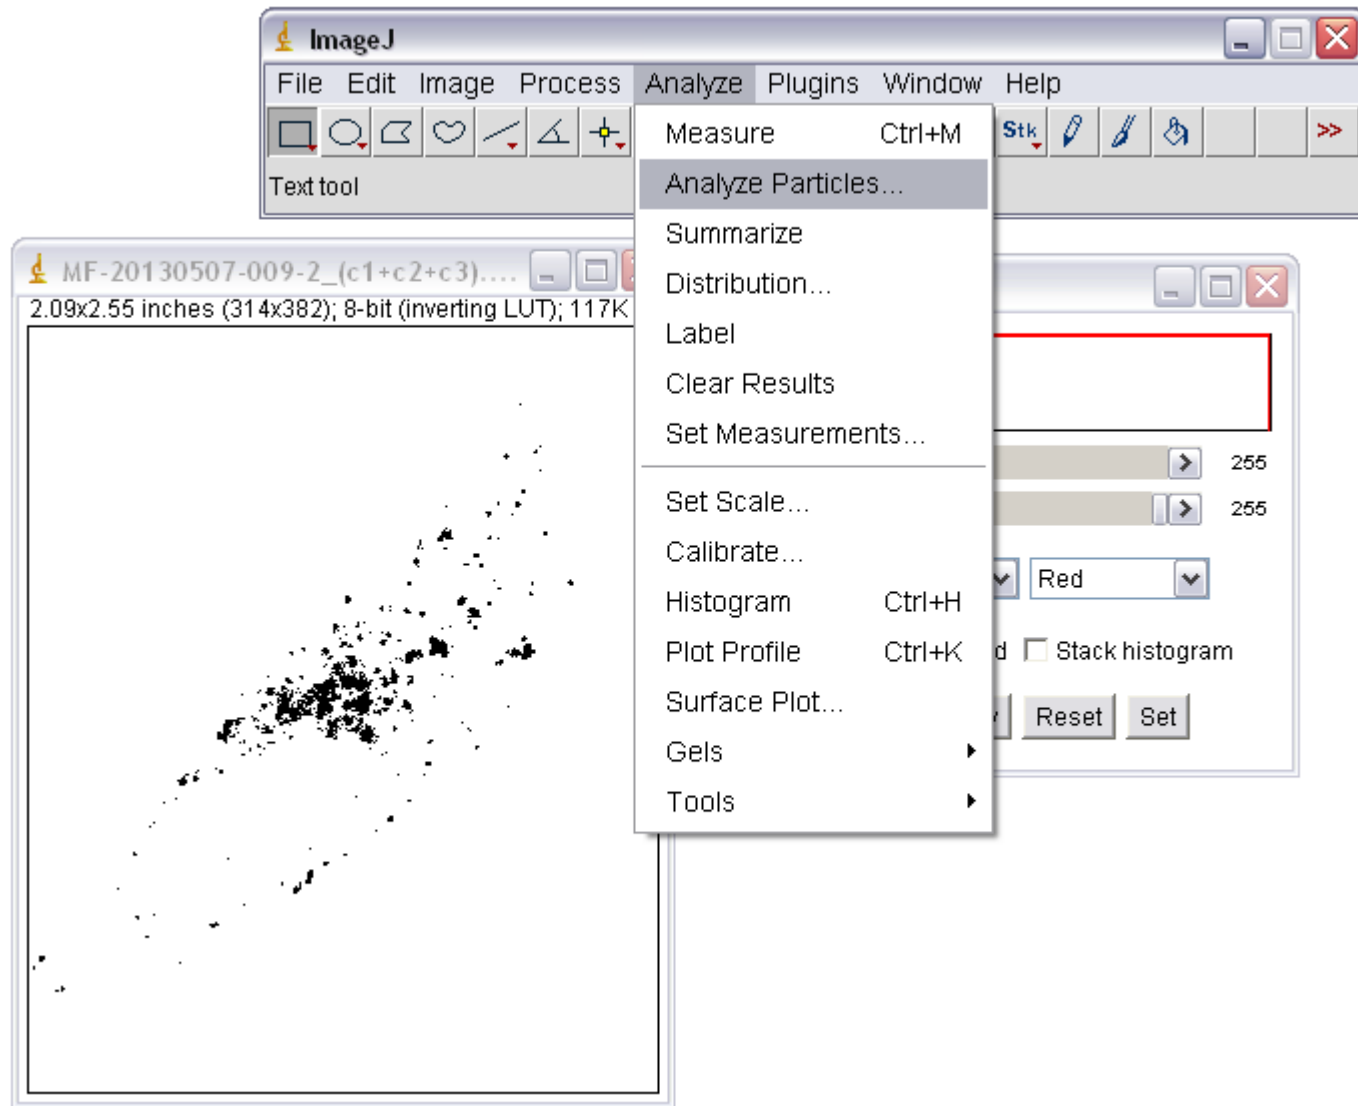 ImageJ
File Edit Image Process Analyze Plugins Window Help
Stk >>
Text tool
Measure Ctrl+M
Analyze Particles...
Summarize
Distribution...
Label
Clear Results
Set Measurements...
Set Scale...
Calibrate...
Histogram Ctrl+H
Plot Profile Ctrl+K
Surface Plot...
Gels
Tools
MF-20130507-009-2_(c1+c2+c3)....
2.09x2.55 inches (314x382); 8-bit (inverting LUT); 117K
255
255
Red
Stack histogram
Reset Set